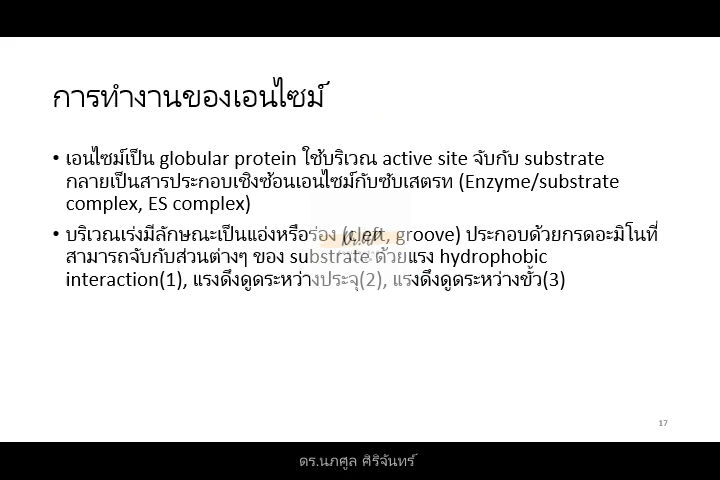 การทำงานของเอนไซม์
• เอนไซม์เป็น globular protein ใช้บริเวณ active site จับกับ substrate
กลายเป็นสารประกอบเชิงซ้อนเอนไซม์กับซับเสตรท (Enzyme/substrate
complex, ES complex)
• บริเวณเร่งมีลักษณะเป็นแอ่งหรือร่อง (cleft, groove) ประกอบด้วยกรดอะมิโนที่
สามารถจับกับส่วนต่างๆ ของ substrate ด้วยแรง hydrophobic
interaction(1), แรงดึงดูดระหว่างประจุ(2), แรงดึงดูดระหว่างขั้ว(3)
17
ดร.นภศูล ศิริจันทร์